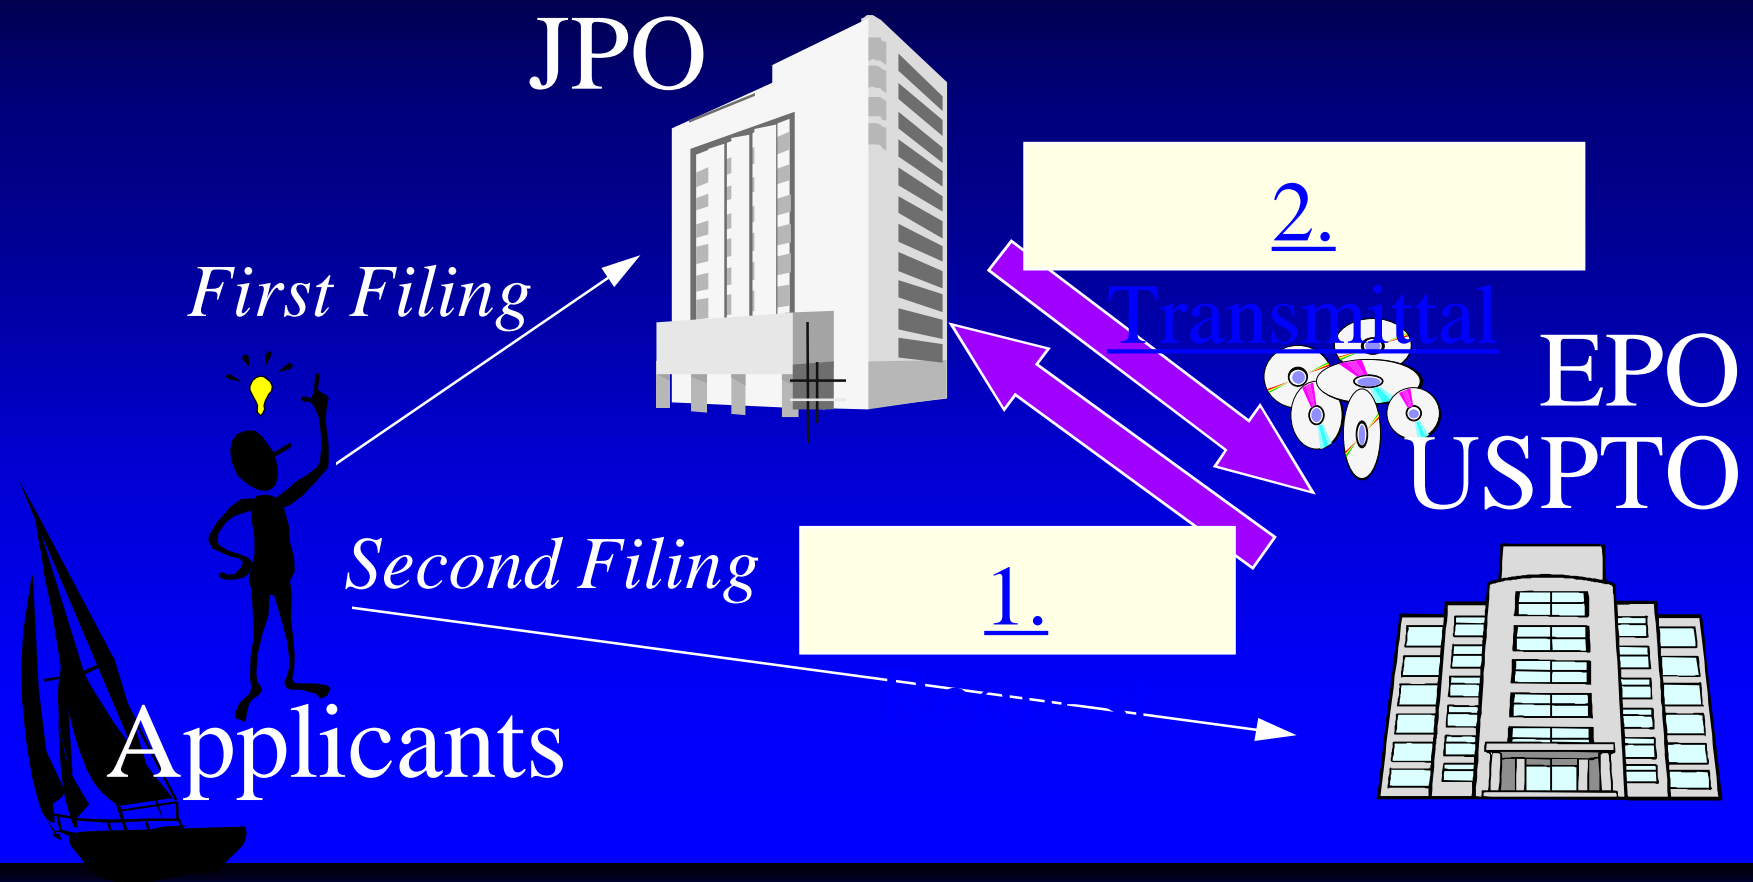 JPO
2.
First Filing
Transmittal
EPO
USPTO
Second Filing
1.
Applicants